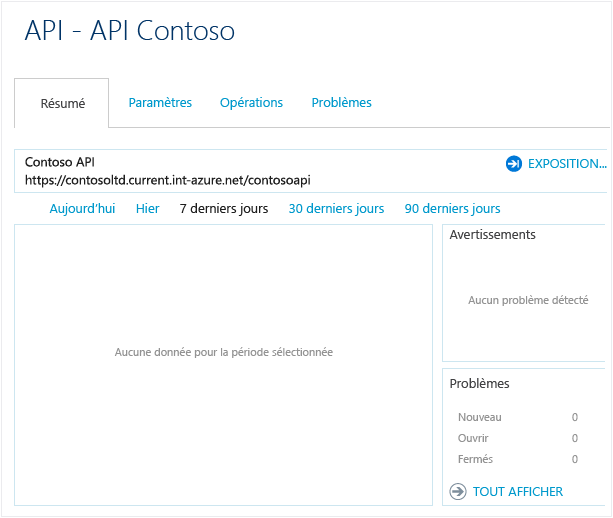 API - API Contoso
Résumé Paramètres Opérations Problèmes
Contoso API
EXPOSITION...
https://contosoltd.current.int-azure.net/contosoapi
Aujourd'hui Hier 7 derniers jours 30 derniers jours 90 derniers jours
Aucune donnée pour la période sélectionnée
Avertissements
Aucun problème détecté
Problèmes
Nouveau 0
Ouvrir 0
Fermés 0
TOUT AFFICHER